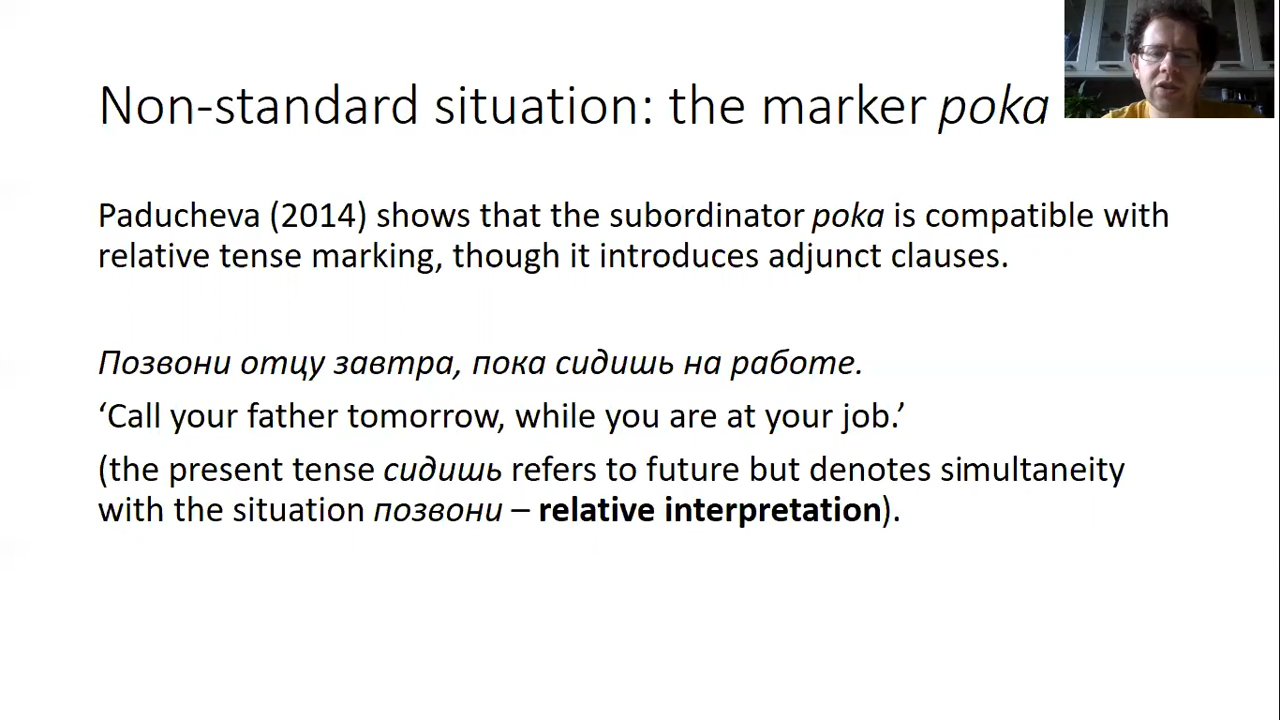 Non-standard situation: the marker poka
Paducheva (2014) shows that the subordinator poka is compatible with
relative tense marking, though it introduces adjunct clauses.
Позвони отцу завтра, пока сидишь на работе.
‘Call your father tomorrow, while you are at your job.’
(the present tense сидишь refers to future but denotes simultaneity
with the situation позвони – relative interpretation).